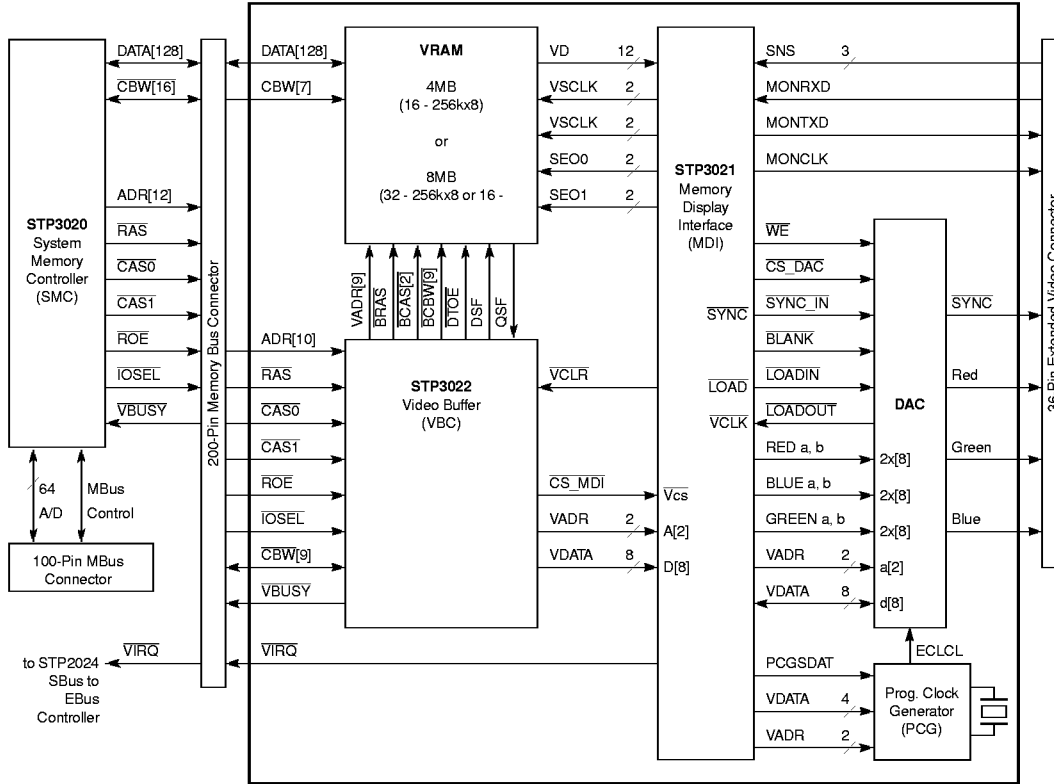 DATA[128]
CBW[16]
ADR[12]
RAS
CAS0
CAS1
ROE
IOSEL
VBUSY
STP3020
System
Memory
Controller
(SMC)
64
A/D
MBus
Control
100-Pin MBus
Connector
to STP2024
SBus to
EBus
Controller
VIRQ
200-Pin Memory Bus Connector
DATA[128]
CBW[7]
ADR[10]
RAS
CAS0
CAS1
ROE
IOSEL
CBW[9]
VBUSY
VIRQ
VRAM
4MB
(16 - 256kx8)
or
8MB
(32 - 256kx8 or 16 -
VADR[9]
BRAS
BCAS[2]
BCBW[9]
DTOE
DSF
QSF
STP3022
Video Buffer
(VBC)
VD 12
VSCLK 2
VSCLK 2
SEO0 2
SEO1 2
VCLR
CS_MDI
VADR 2
VDATA 8
STP3021
Memory
Display
Interface
(MDI)
SYNC
LOAD
VCLK
Vcs
A[2]
D[8]
SNS 3
MONRXD
MONTXD
MONCLK
WE
CS_DAC
SYNC_IN
BLANK
LOADIN
LOADOUT
RED a, b
BLUE a, b
GREEN a, b
VADR 2
VDATA 8
PCGSDAT
VDATA 4
VADR 2
DAC
2x[8]
2x[8]
2x[8]
a[2]
d[8]
ECLCL
Prog. Clock
Generator
(PCG)
SYNC
Red
Green
Blue
36-Pin Extended Video Connector